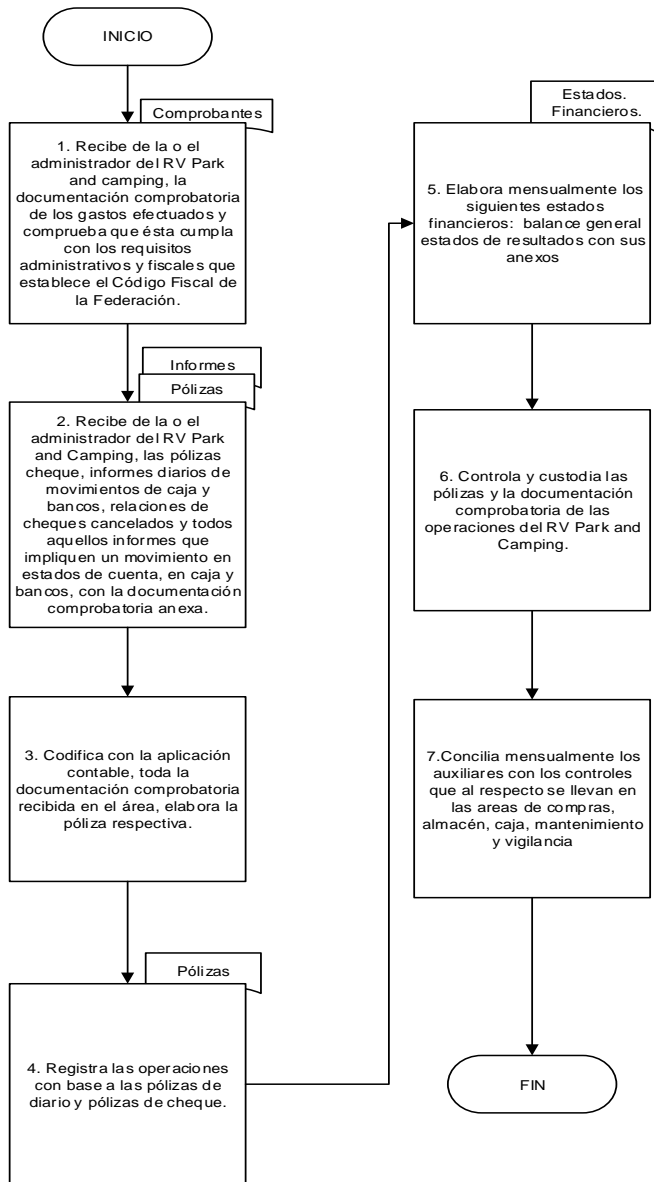 INICIO
Comprobantes
1. Recibe de la o el
administrador del RV Park
and camping, la
documentación comprobatoria
de los gastos efectuados y
comprueba que ésta cumpla
con los requisitos
administrativos y fiscales que
establece el Código Fiscal de
la Federación.
Informes
Pólizas
2. Recibe de la o el
administrador del RV Park
and Camping, las pólizas
cheque, informes diarios de
movimientos de caja y
bancos, relaciones de
cheques cancelados y todos
aquellos informes que
impliquen un movimiento en
estados de cuenta, en caja y
bancos, con la documentación
comprobatoria anexa.
3. Codifica con la aplicación
contable, toda la
documentación comprobatoria
recibida en el área, elabora la
póliza respectiva.
Pólizas
4. Registra las operaciones
con base a las pólizas de
diario y pólizas de cheque.
Estados.
Financieros.
5. Elabora mensualmente los
siguientes estados
financieros: balance general
estados de resultados con sus
anexos
6. Controla y custodia las
pólizas y la documentación
comprobatoria de las
operaciones del RV Park and
Camping.
7.Concilia mensualmente los
auxiliares con los controles
que al respecto se llevan en
las areas de compras,
almacén, caja, mantenimiento
y vigilancia
FIN